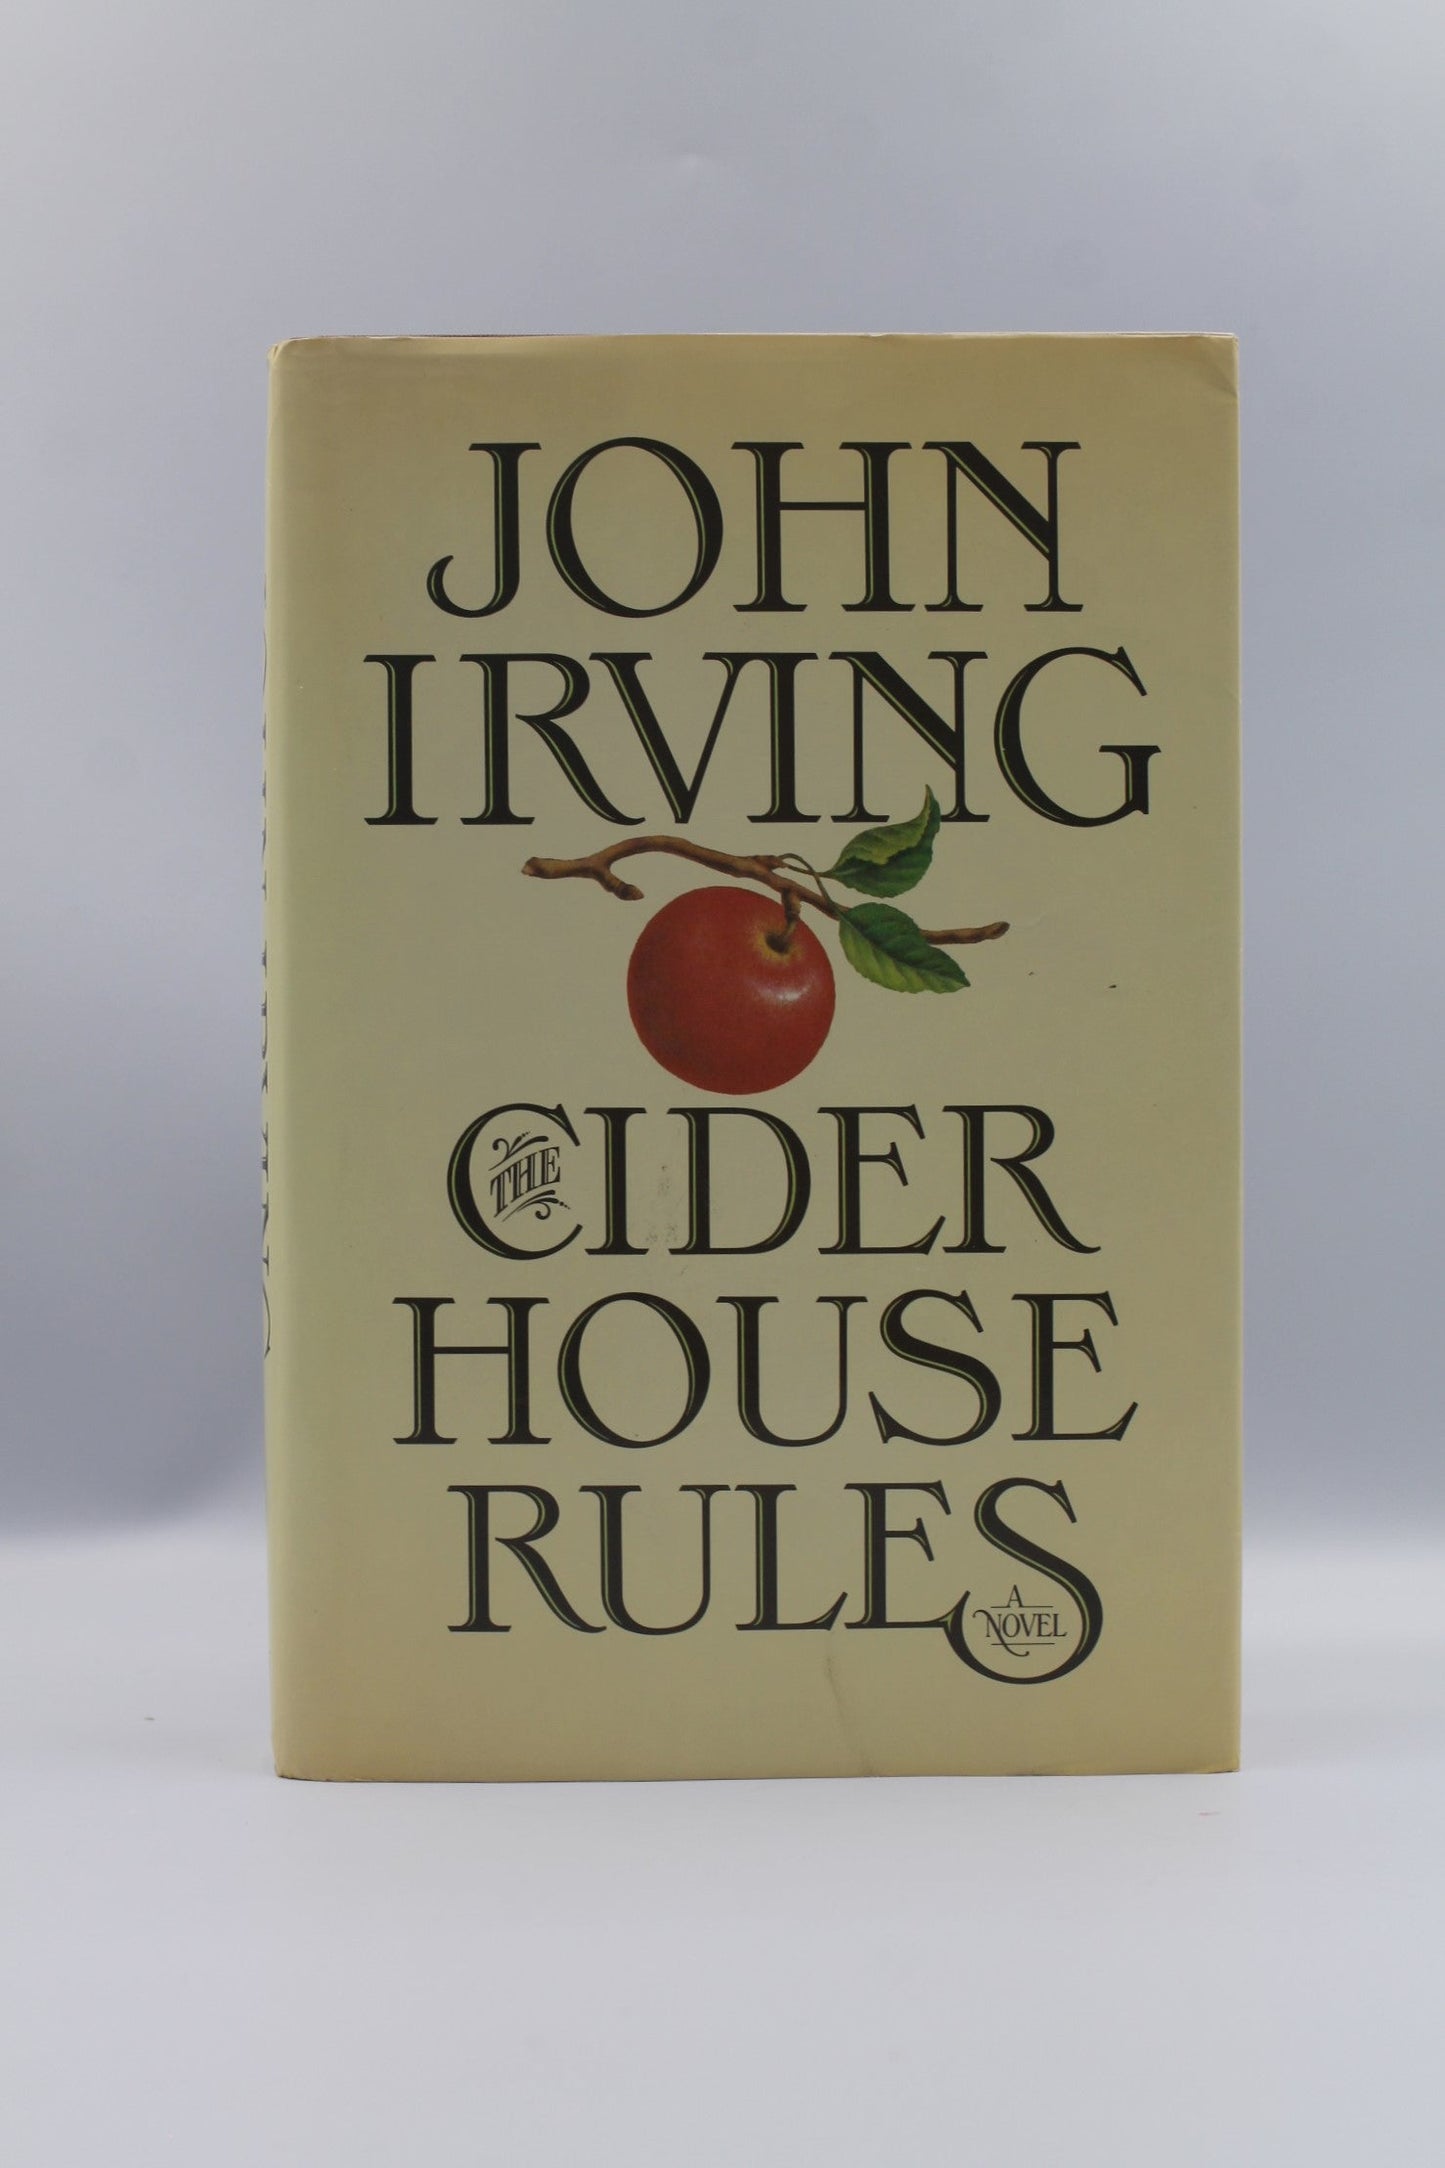 JOHN
IRVING
THE CIDER
HOUSE
RULES
A
NOVEL